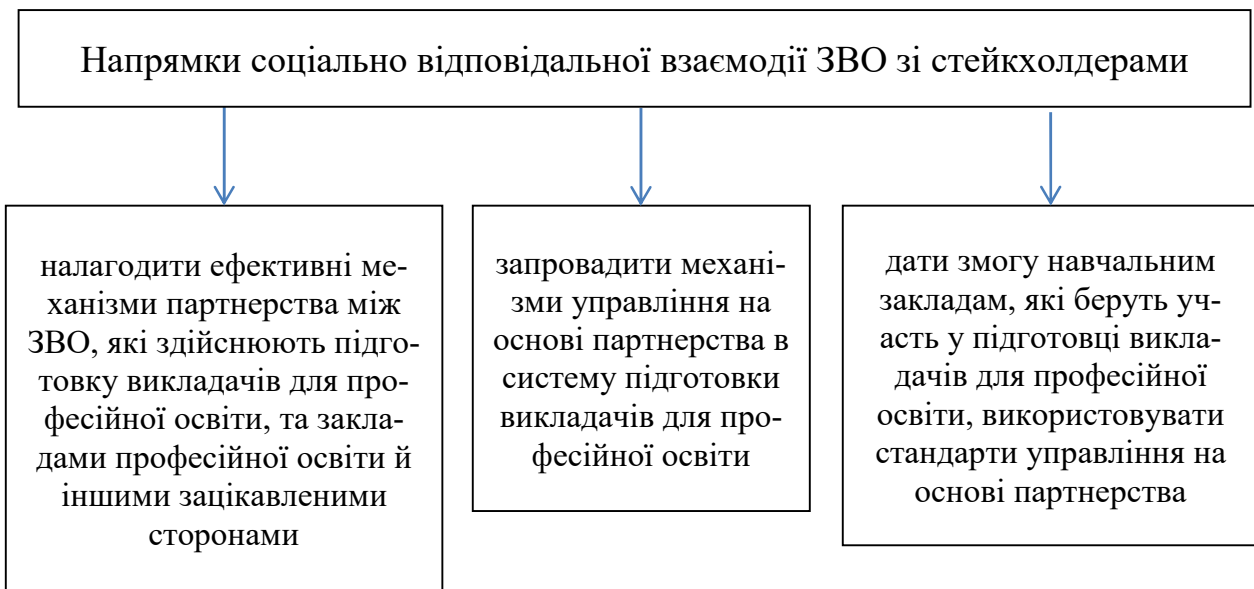 Напрямки соціально відповідальної взаємодії ЗВО зі стейкхолдерами
налагодити ефективні ме-
ханізми партнерства між
ЗВО, які здійснюють підго-
товку викладачів для про-
фесійної освіти, та закла-
дами професійної освіти й
іншими зацікавленими
сторонами
запровадити механі-
зми управління на
основі партнерства в
систему підготовки
викладачів для про-
фесійної освіти
дати змогу навчальним
закладам, які беруть уч-
асть у підготовці викла-
дачів для професійної
освіти, використовувати
стандарти управління на
основі партнерства